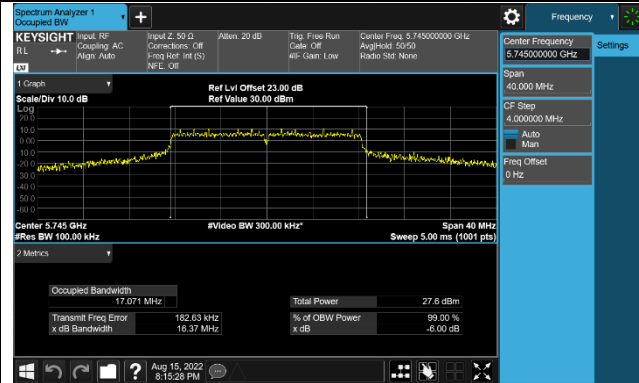 Spectrum Analyzer 1
Occupied BW
+
Frequency
KEYSIGHT
RL
LXI
Input: RF
Coupling: AC
Align: Auto
Input Z: 50 Ω
Corrections: Off
Freq Ref: Int (S)
NFE: Off
Atten: 20 dB
Trig: Free Run
Gate: Off
#IF Gain: Low
Center Freq: 5.745000000 GHz
Avg|Hold: 50/50
Radio Std: None
Center Frequency
5.745000000 GHz
Settings
Span
40.000 MHz
CF Step
4.000000 MHz
Auto
Man
Freq Offset
0 Hz
1 Graph
Scale/Div 10.0 dB
Ref Lvl Offset 23.00 dB
Ref Value 30.00 dBm
Log
20.0
10.0
0.00
-10.0
-20.0
-30.0
-40.0
-50.0
-60.0
Center 5.745 GHz
#Res BW 100.00 kHz
#Video BW 300.00 kHz*
Span 40 MHz
Sweep 5.00 ms (1001 pts)
2 Metrics
Occupied Bandwidth
17.071 MHz
Total Power 27.6 dBm
Transmit Freq Error 182.63 kHz
% of OBW Power 99.00 %
x dB Bandwidth 16.37 MHz
x dB -6.00 dB
?
Aug 15, 2022
8:15:28 PM